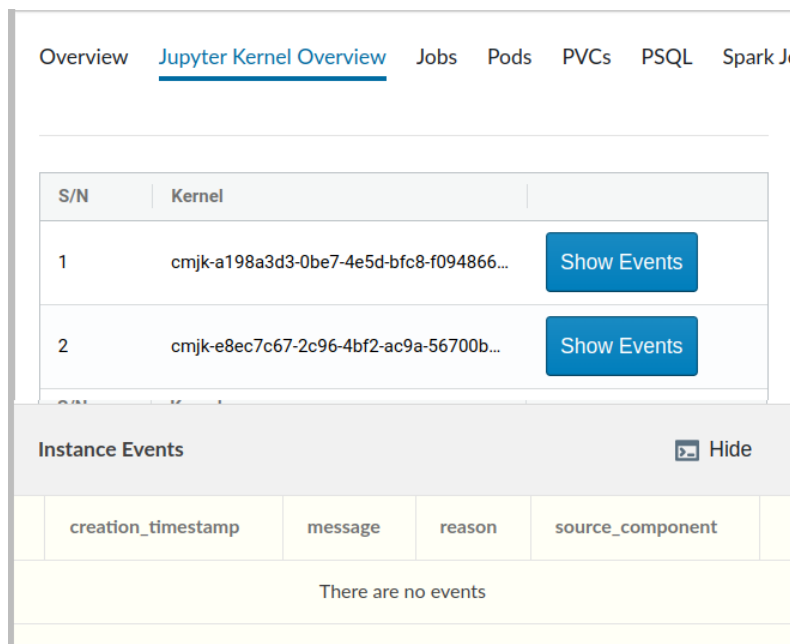 Overview Jupyter Kernel Overview Jobs Pods PVCs PSQL Spark J
S/N Kernel
1 cmjk-a198a3d3-0be7-4e5d-bfc8-f094866... Show Events
2 cmjk-e8ec7c67-2c96-4bf2-ac9a-56700b... Show Events
Instance Events Hide
creation_timestamp message reason source_component
There are no events